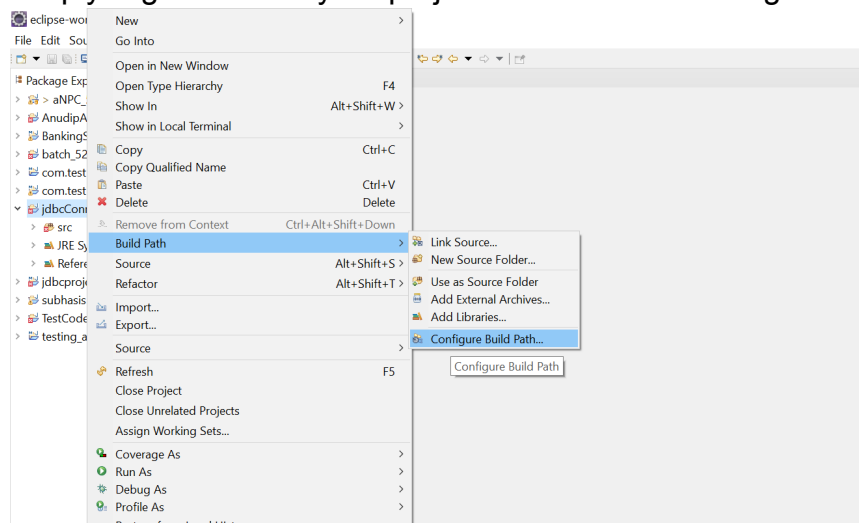 eclipse-wor
New
File Edit Sou
Go Into
Open in New Window
Package Exp
Open Type Hierarchy F4
> aNPC_
Show In Alt+Shift+W >
AnudipA
Show in Local Terminal
BankingS
Copy Ctrl+C
batch_52
Copy Qualified Name
com.test
Paste Ctrl+V
com.test
Delete Delete
jdbcConn
Remove from Context Ctrl+Alt+Shift+Down
src
Build Path
JRE Sy
Source Alt+Shift+S >
Refere
Refactor Alt+Shift+T >
jdbcproje
Import...
subhasis
Export...
TestCode
testing_a
Source
Refresh F5
Close Project
Close Unrelated Projects
Assign Working Sets...
Coverage As
Run As
Debug As
Profile As
Link Source...
New Source Folder...
Use as Source Folder
Add External Archives...
Add Libraries...
Configure Build Path...
Configure Build Path